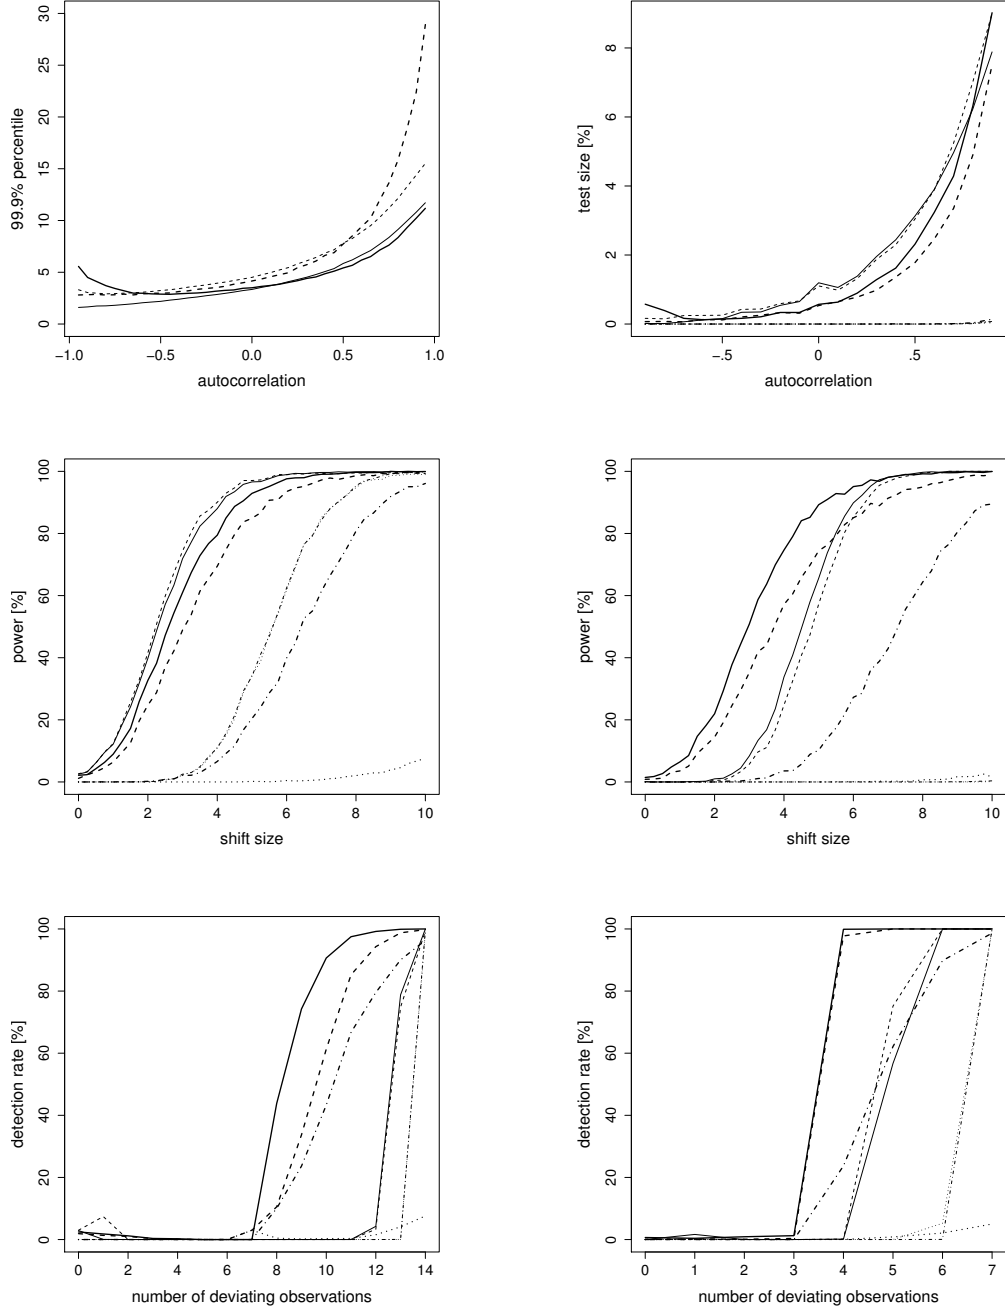 99.9% percentile
0 5 10 15 20 25 30
−1.0 −0.5 0.0 0.5 1.0
autocorrelation
test size [%]
0 2 4 6 8
−.5 0 .5
autocorrelation
power [%]
0 20 40 60 80 100
0 2 4 6 8 10
shift size
power [%]
0 20 40 60 80 100
0 2 4 6 8 10
shift size
detection rate [%]
0 20 40 60 80 100
0 2 4 6 8 10 12 14
number of deviating observations
detection rate [%]
0 20 40 60 80 100
0 1 2 3 4 5 6 7
number of deviating observations